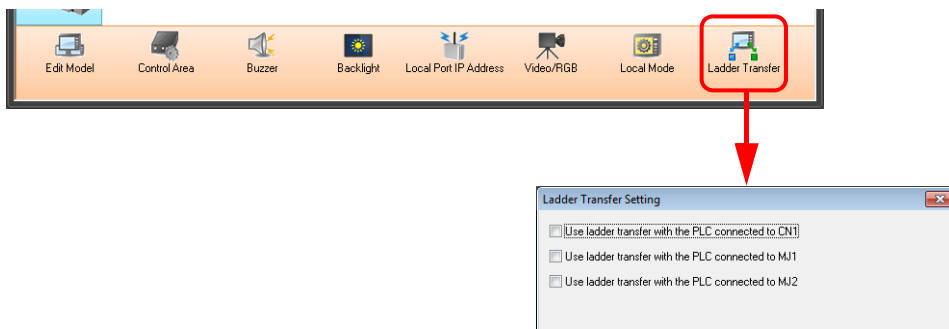 Edit Model Control Area Buzzer Backlight Local Port IP Address Video/RGB Local Mode Ladder Transfer
Ladder Transfer Setting
Use ladder transfer with the PLC connected to CN1
Use ladder transfer with the PLC connected to MJ1
Use ladder transfer with the PLC connected to MJ2